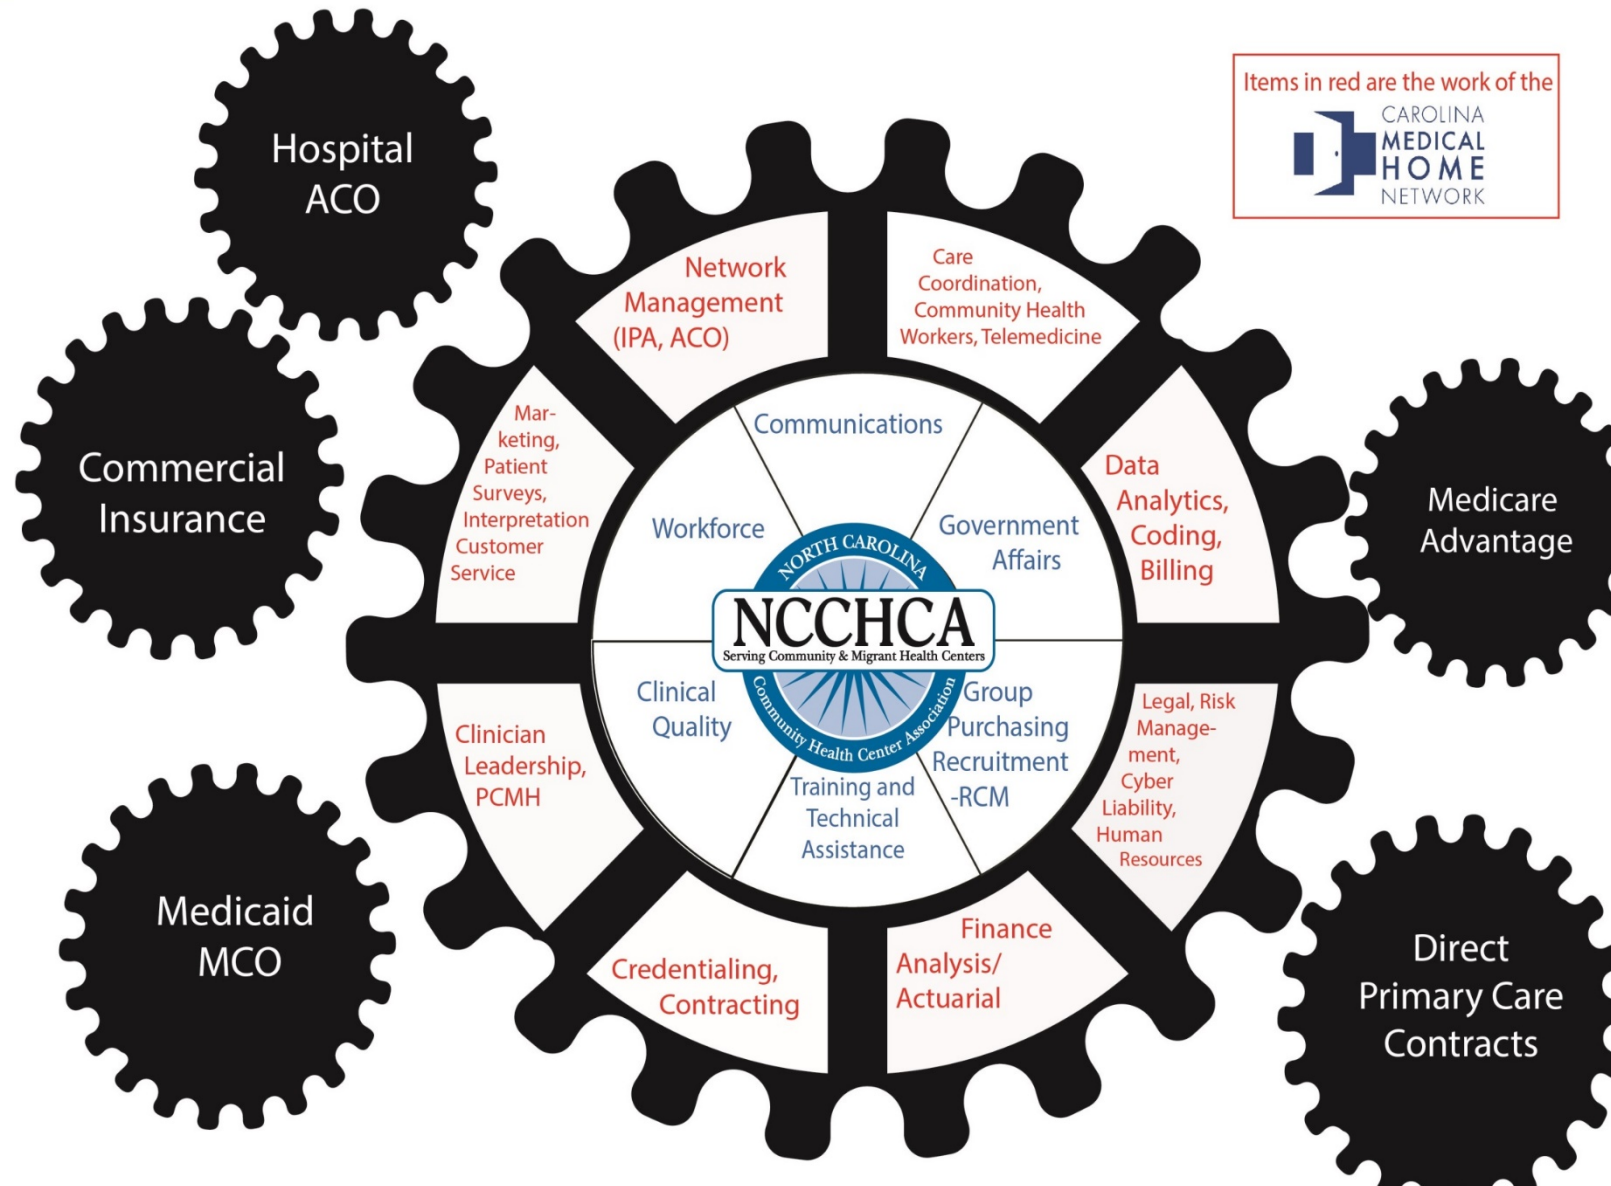 Hospital
ACO
Items in red are the work of the
CAROLINA
MEDICAL
HOME
NETWORK
Commercial
Insurance
Medicaid
MCO
Medicare
Advantage
Direct
Primary Care
Contracts
Network
Management
(IPA, ACO)
Care
Coordination,
Community Health
Workers, Telemedicine
Data
Analytics,
Coding,
Billing
Legal, Risk
Manage-
ment,
Cyber
Liability,
Human
Resources
Finance
Analysis/
Actuarial
Credentialing,
Contracting
Clinician
Leadership,
PCMH
Mar-
keting,
Patient
Surveys,
Interpretation
Customer
Service
Communications
Government
Affairs
Group
Purchasing
Recruitment
-RCM
Training and
Technical
Assistance
Clinical
Quality
Workforce
NORTH CAROLINA
NCCHCA
Serving Community & Migrant Health Centers
Community Health Center Association